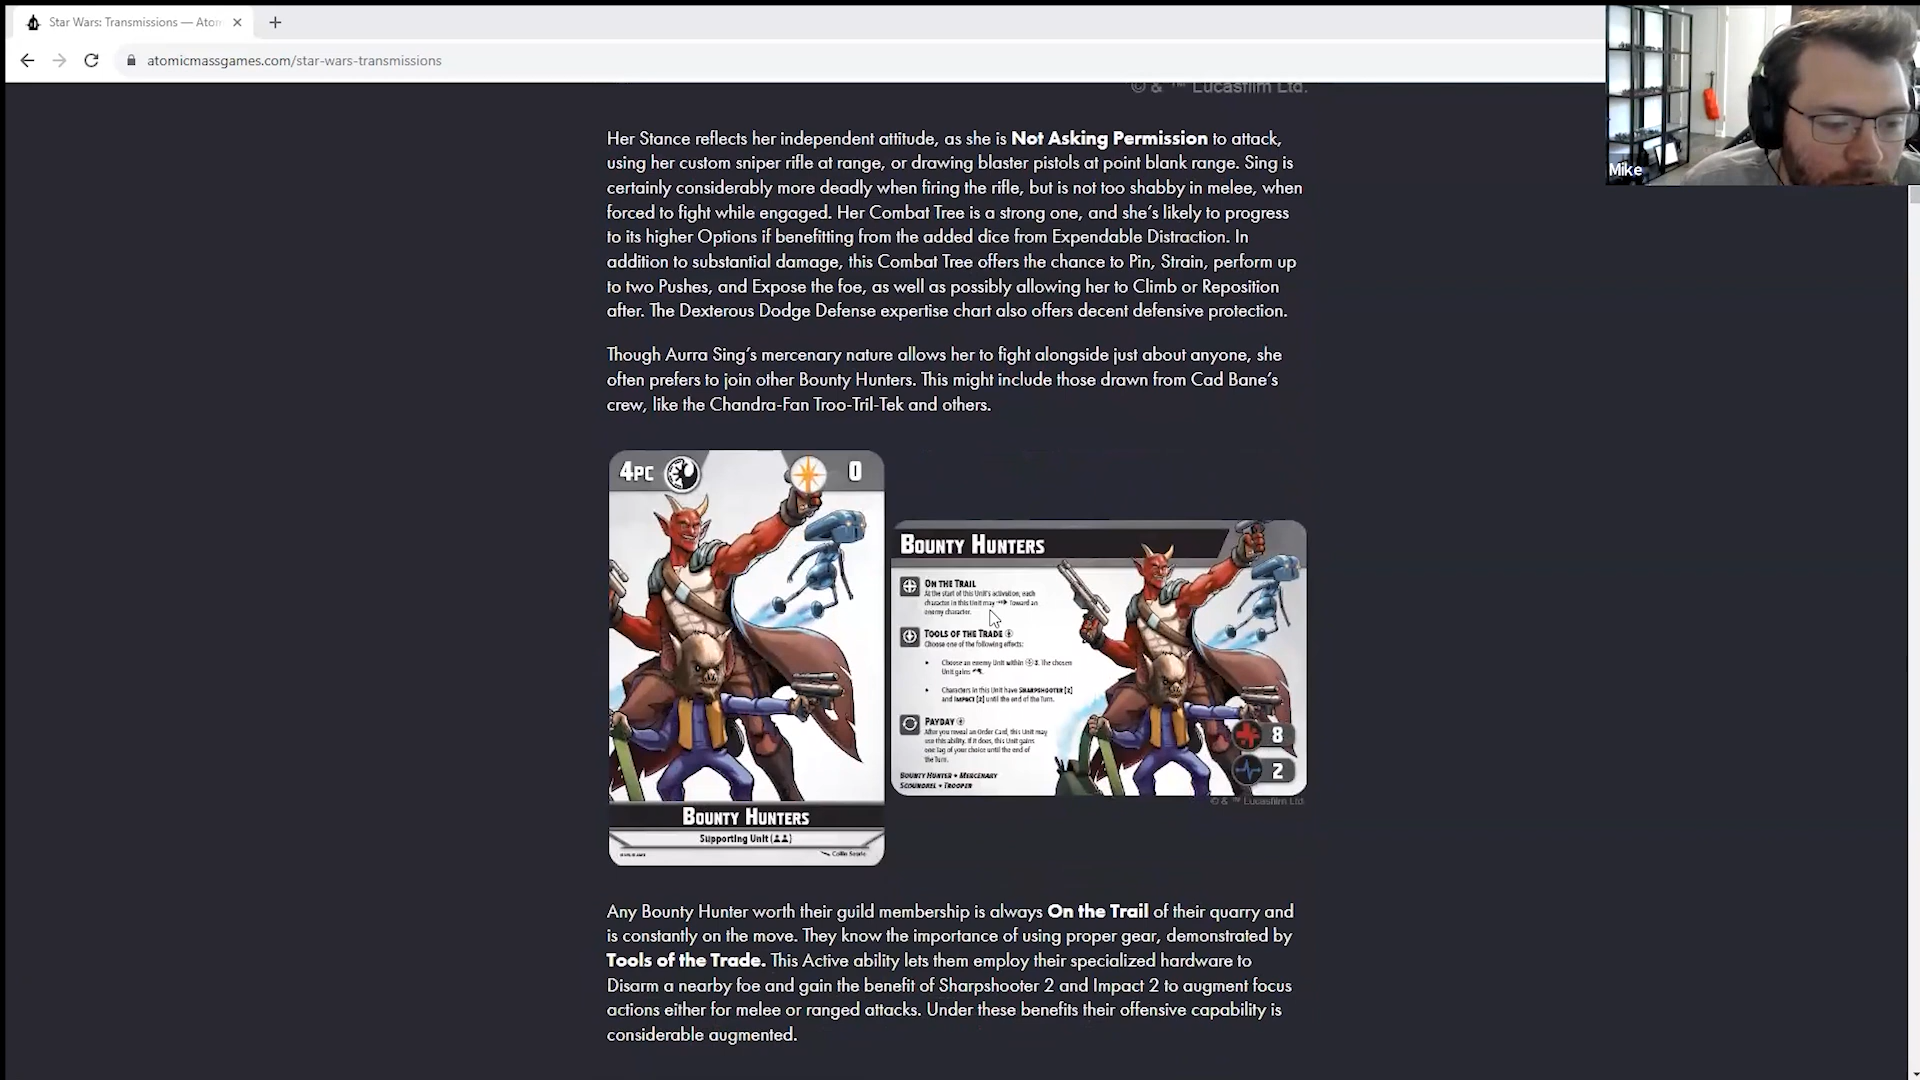 Star Wars: Transmissions — Atom
atomicmassgames.com/star-wars-transmissions
Mike
© & ™ Lucasfilm Ltd.
Her Stance reflects her independent attitude, as she is Not Asking Permission to attack,
using her custom sniper rifle at range, or drawing blaster pistols at point blank range. Sing is
certainly considerably more deadly when firing the rifle, but is not too shabby in melee, when
forced to fight while engaged. Her Combat Tree is a strong one, and she's likely to progress
to its higher Options if benefitting from the added dice from Expendable Distraction. In
addition to substantial damage, this Combat Tree offers the chance to Pin, Strain, perform up
to two Pushes, and Expose the foe, as well as possibly allowing her to Climb or Reposition
after. The Dexterous Dodge Defense expertise chart also offers decent defensive protection.
Though Aurra Sing's mercenary nature allows her to fight alongside just about anyone, she
often prefers to join other Bounty Hunters. This might include those drawn from Cad Bane's
crew, like the Chandra-Fan Troo-Tril-Tek and others.
4PC
0
Bounty Hunters
Supporting Unit
Bounty Hunters
On the Trail
At the start of this Unit's activation, each
character in this Unit may toward an
enemy character.
Tools of the Trade
Choose one of the following effects:
• Choose an enemy Unit within 3. The chosen
Unit gains
• Characters in this Unit have Sharpshooter [2]
and Impact [2] until the end of the Turn.
Payday
After you reveal an Order Card, this Unit may
use this ability. If it does, this Unit gains
one tag of your choice until the end of
the Turn.
Bounty Hunter • Mercenary
Scoundrel • Trooper
8
2
© & ™ Lucasfilm Ltd.
Any Bounty Hunter worth their guild membership is always On the Trail of their quarry and
is constantly on the move. They know the importance of using proper gear, demonstrated by
Tools of the Trade. This Active ability lets them employ their specialized hardware to
Disarm a nearby foe and gain the benefit of Sharpshooter 2 and Impact 2 to augment focus
actions either for melee or ranged attacks. Under these benefits their offensive capability is
considerable augmented.